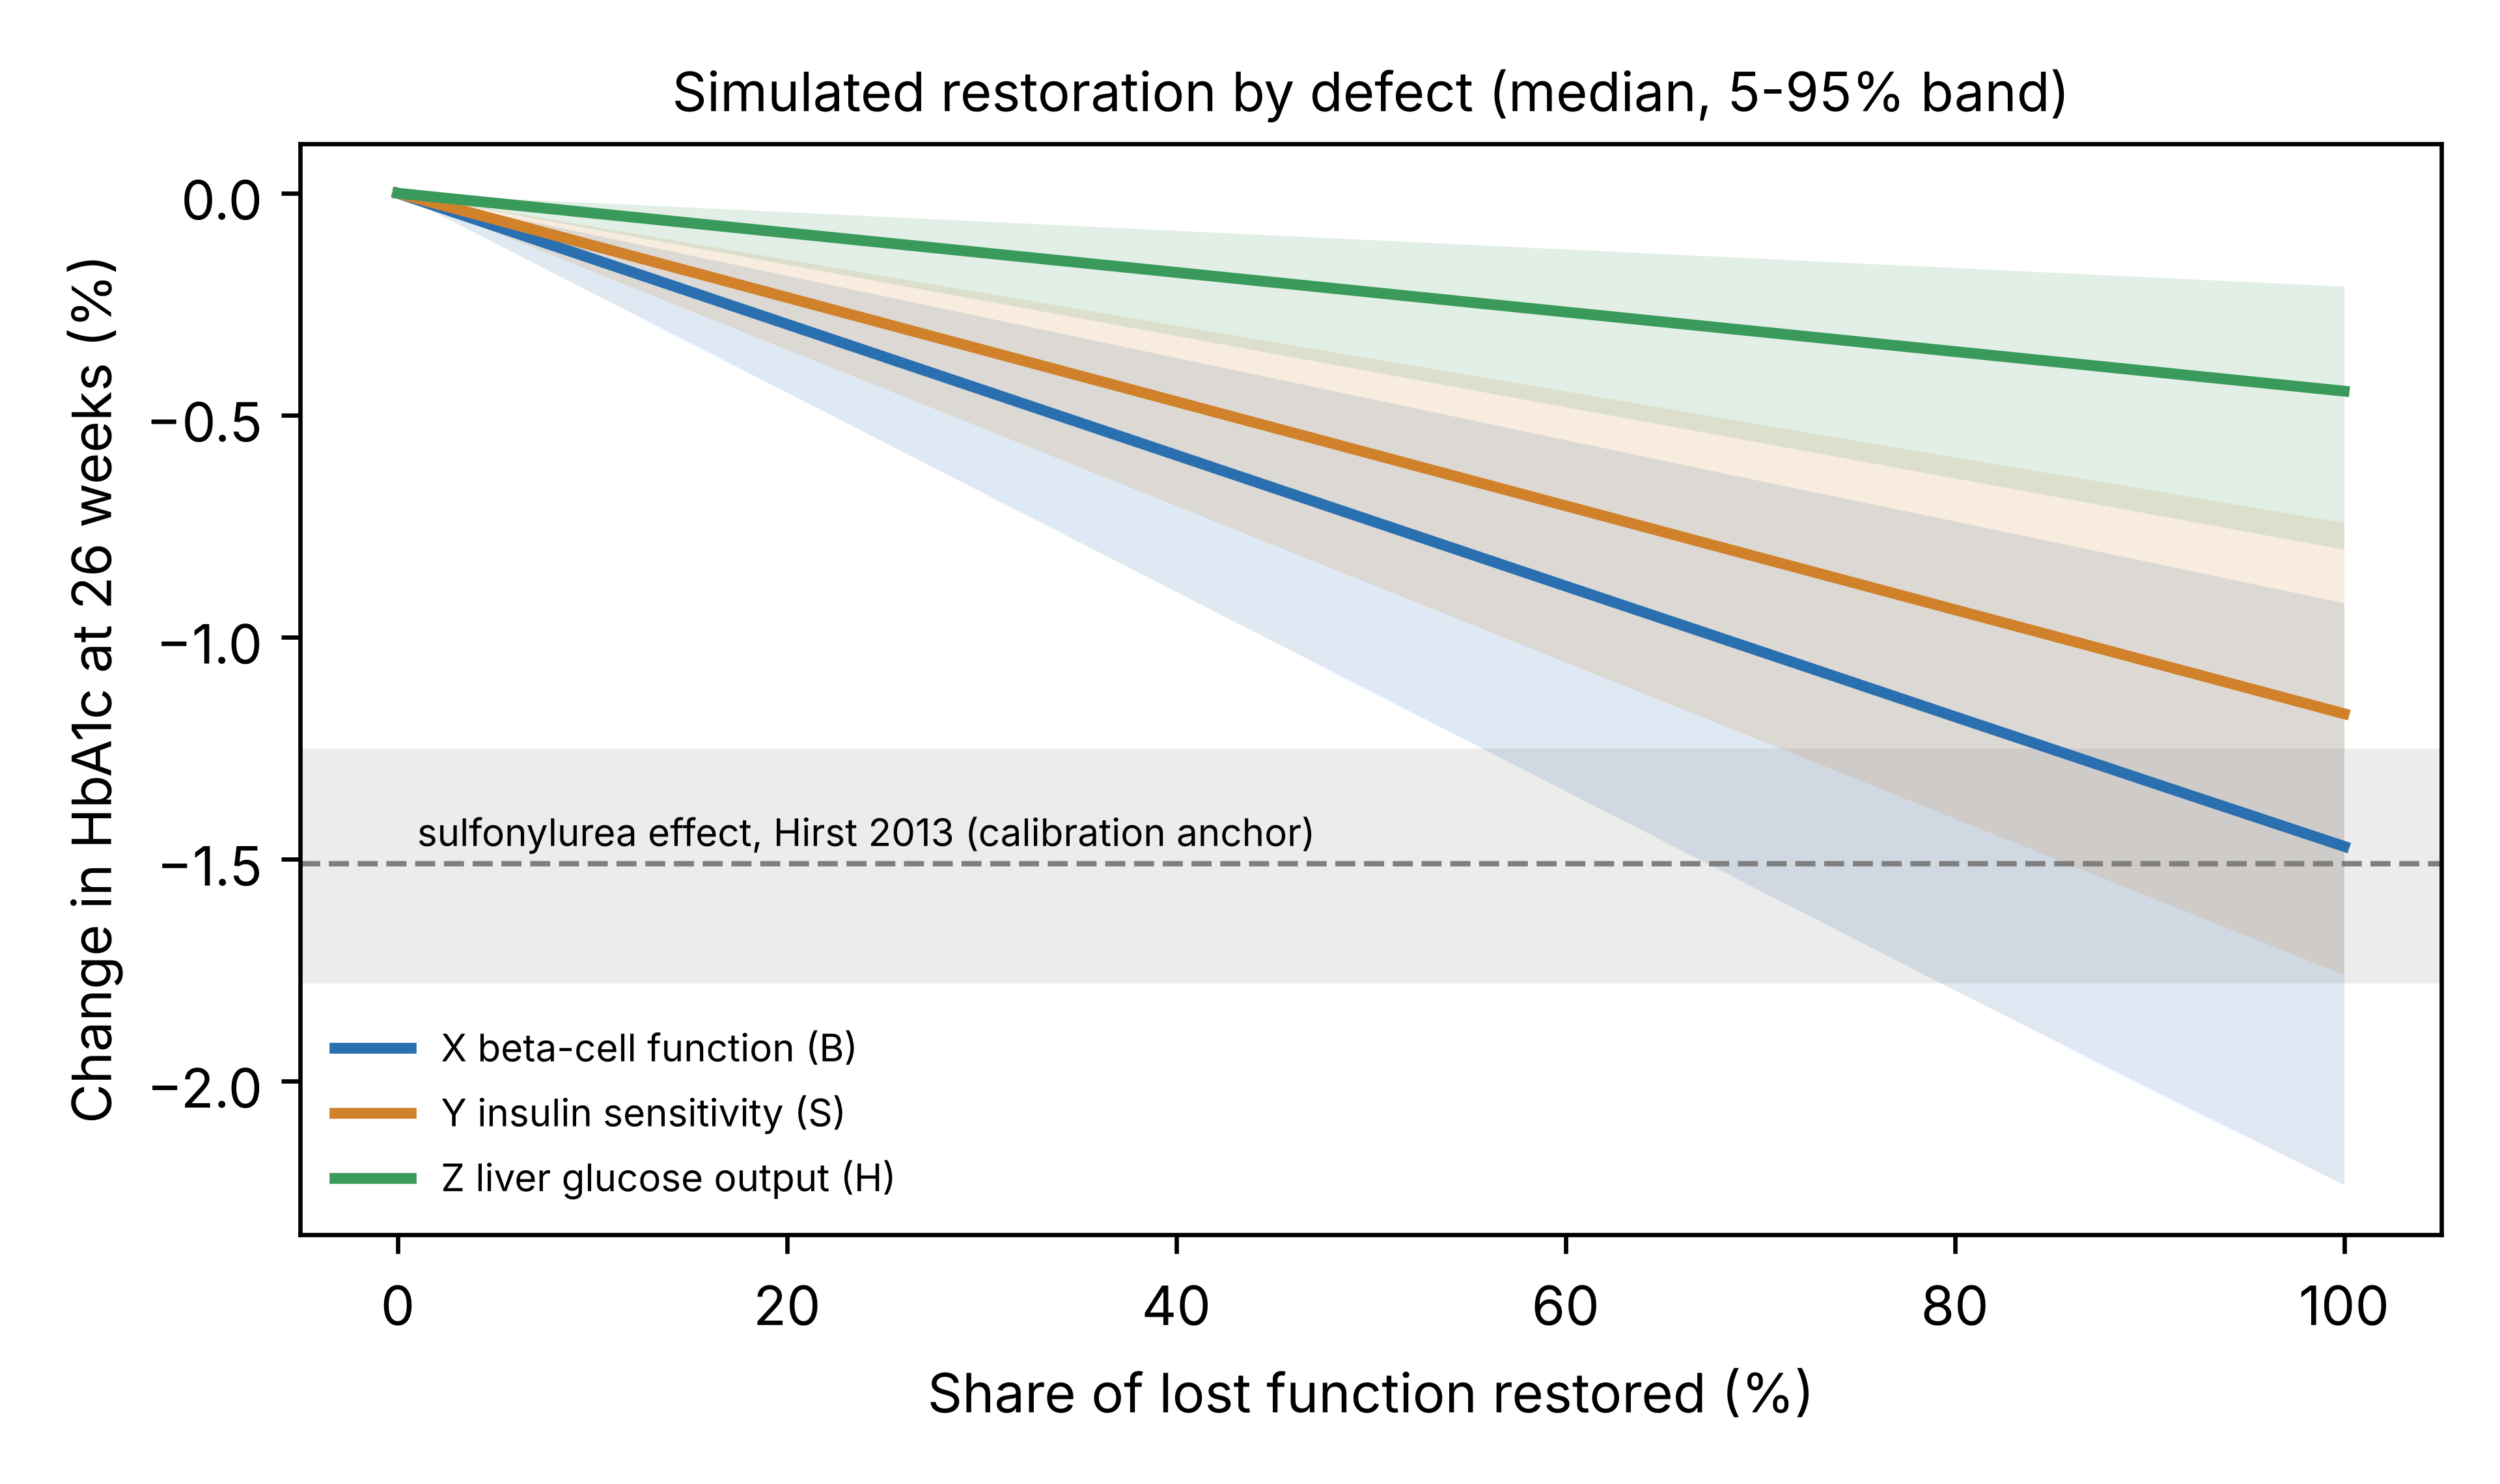 Simulated restoration by defect (median, 5-95% band)
Change in HbA1c at 26 weeks (%)
0.0
−0.5
−1.0
−1.5
−2.0
sulfonylurea effect, Hirst 2013 (calibration anchor)
X beta-cell function (B)
Y insulin sensitivity (S)
Z liver glucose output (H)
0 20 40 60 80 100
Share of lost function restored (%)